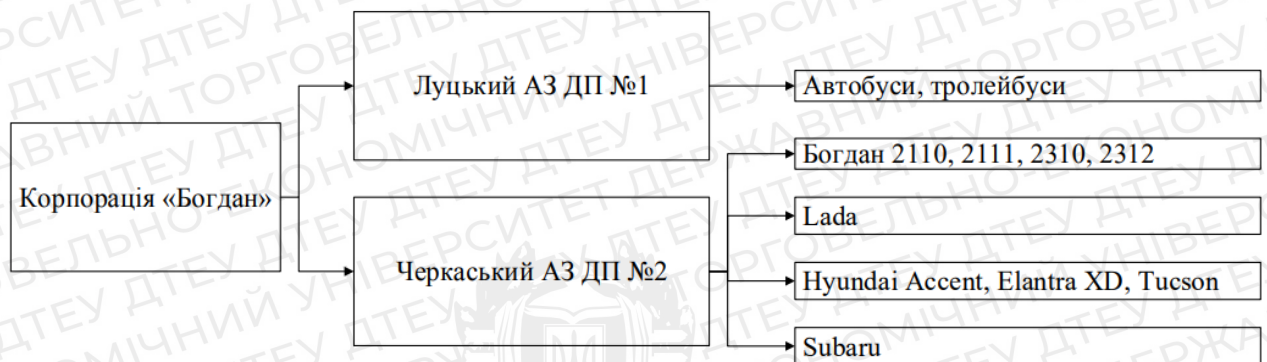 Корпорація «Богдан»
Луцький АЗ ДП №1
Автобуси, тролейбуси
Черкаський АЗ ДП №2
Богдан 2110, 2111, 2310, 2312
Lada
Hyundai Accent, Elantra XD, Tucson
Subaru